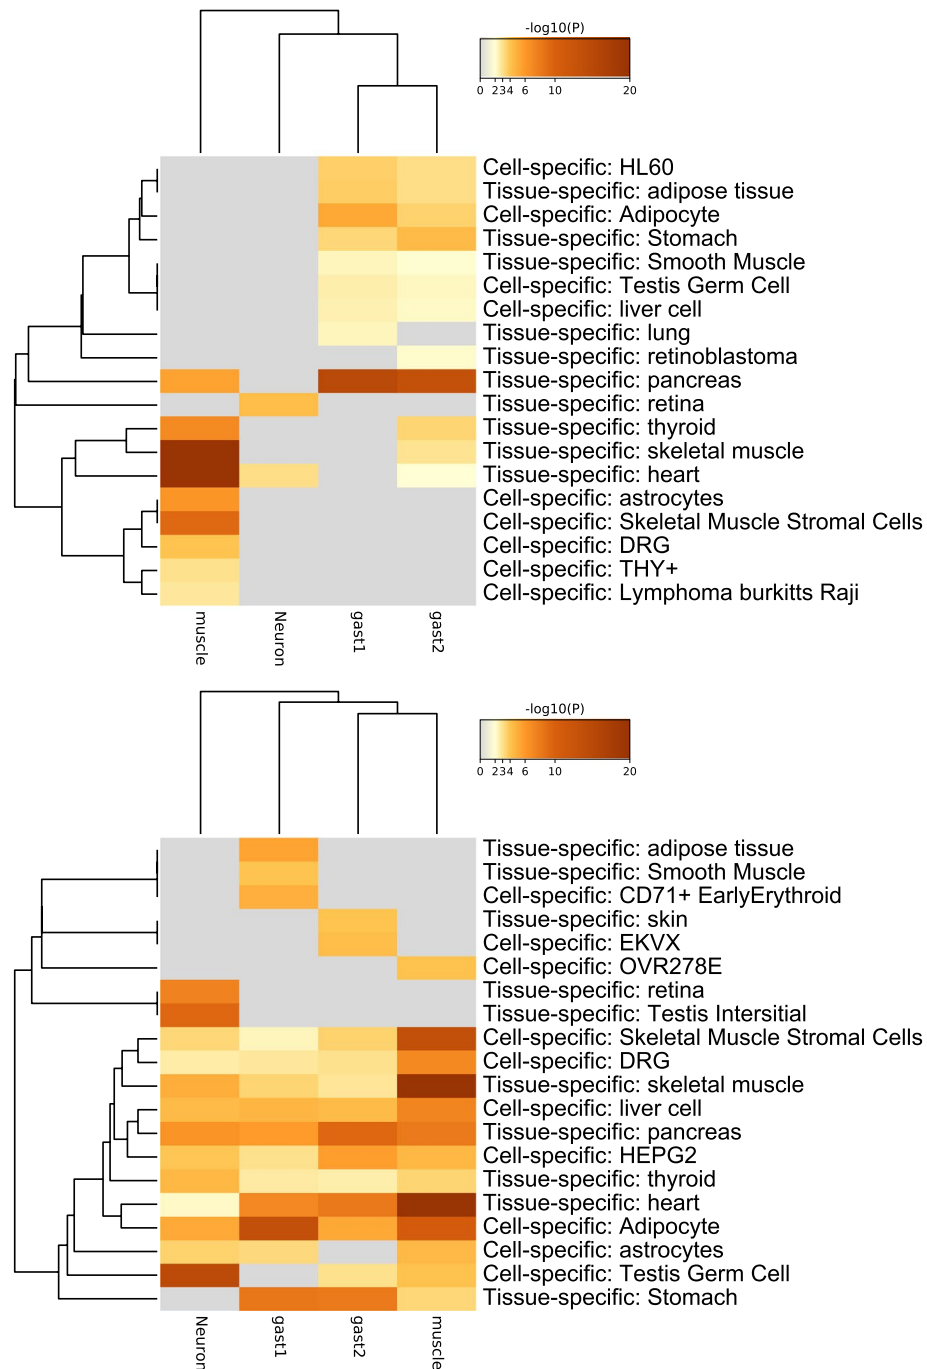 -log10(P)
0 2 3 4 6 10 20
Cell-specific: HL60
Tissue-specific: adipose tissue
Cell-specific: Adipocyte
Tissue-specific: Stomach
Tissue-specific: Smooth Muscle
Cell-specific: Testis Germ Cell
Cell-specific: liver cell
Tissue-specific: lung
Tissue-specific: retinoblastoma
Tissue-specific: pancreas
Tissue-specific: retina
Tissue-specific: thyroid
Tissue-specific: skeletal muscle
Tissue-specific: heart
Cell-specific: astrocytes
Cell-specific: Skeletal Muscle Stromal Cells
Cell-specific: DRG
Cell-specific: THY+
Cell-specific: Lymphoma burkitts Raji
muscle
Neuron
gast1
gast2
-log10(P)
0 2 3 4 6 10 20
Tissue-specific: adipose tissue
Tissue-specific: Smooth Muscle
Cell-specific: CD71+ EarlyErythroid
Tissue-specific: skin
Cell-specific: EKVX
Cell-specific: OVR278E
Tissue-specific: retina
Tissue-specific: Testis Intersitial
Cell-specific: Skeletal Muscle Stromal Cells
Cell-specific: DRG
Tissue-specific: skeletal muscle
Cell-specific: liver cell
Tissue-specific: pancreas
Cell-specific: HEPG2
Tissue-specific: thyroid
Tissue-specific: heart
Cell-specific: Adipocyte
Cell-specific: astrocytes
Cell-specific: Testis Germ Cell
Tissue-specific: Stomach
Neuron
gast1
gast2
muscle